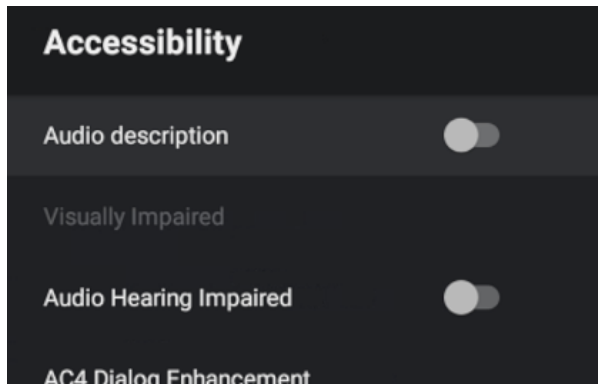 Accessibility
Audio description
Visually Impaired
Audio Hearing Impaired
AC4 Dialog Enhancement